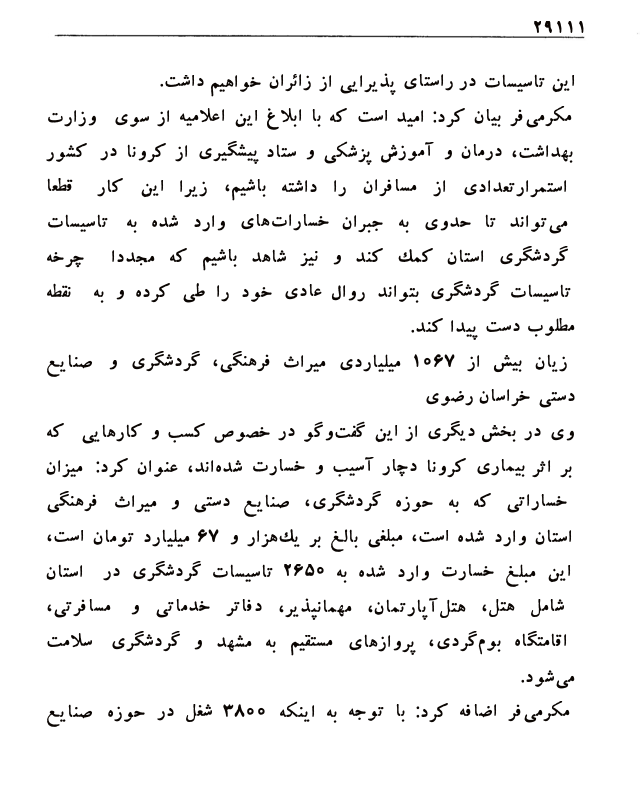 ۲۹۱۱۱
این تاسیسات در راستای پذیرایی از زائران خواهیم داشت.
مکرمی‌فر بیان کرد: امید است که با ابلاغ این اعلامیه از سوی وزارت
بهداشت، درمان و آموزش پزشکی و ستاد پیشگیری از کرونا در کشور
استمرارتعدادی از مسافران را داشته باشیم، زیرا این کار قطعا
می‌تواند تا حدوی به جبران خسارات‌های وارد شده به تاسیسات
گردشگری استان کمك کند و نیز شاهد باشیم که مجددا چرخه
تاسیسات گردشگری بتواند روال عادی خود را طی کرده و به نقطه
مطلوب دست پیدا کند.
زیان بیش از ۱۰۶۷ میلیاردی میراث فرهنگی، گردشگری و صنایع
دستی خراسان رضوی
وی در بخش دیگری از این گفت‌وگو در خصوص کسب و کارهایی که
بر اثر بیماری کرونا دچار آسیب و خسارت شده‌اند، عنوان کرد: میزان
خساراتی که به حوزه گردشگری، صنایع دستی و میراث فرهنگی
استان وارد شده است، مبلغی بالغ بر یك‌هزار و ۶۷ میلیارد تومان است،
این مبلغ خسارت وارد شده به ۲۶۵۰ تاسیسات گردشگری در استان
شامل هتل، هتل‌آپارتمان، مهمانپذیر، دفاتر خدماتی و مسافرتی،
اقامتگاه بوم‌گردی، پروازهای مستقیم به مشهد و گردشگری سلامت
می‌شود.
مکرمی‌فر اضافه کرد: با توجه به اینکه ۳۸۰۰ شغل در حوزه صنایع